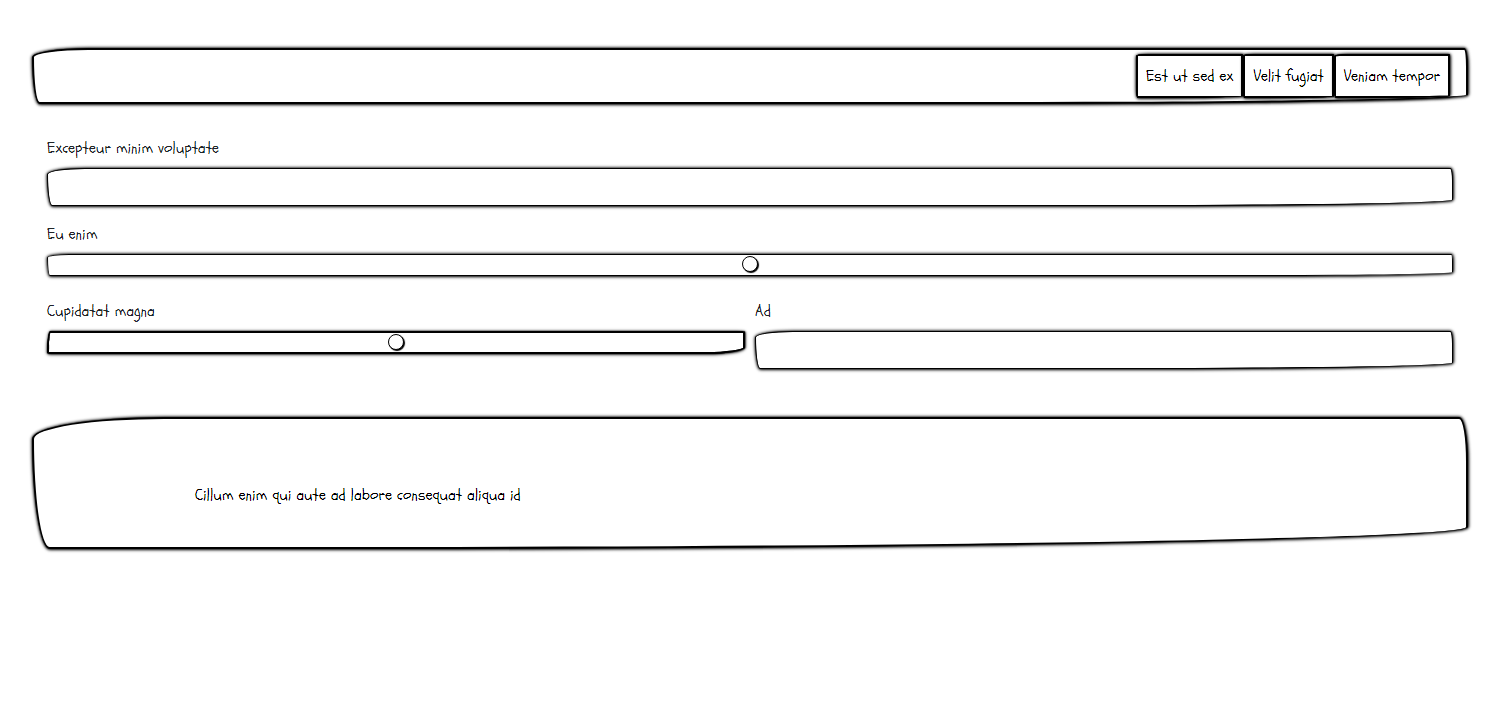 Est ut sed ex Velit fugiat Veniam tempor
Excepteur minim voluptate
Eu enim
Cupidatat magna Ad
Cillum enim qui aute ad labore consequat aliqua id